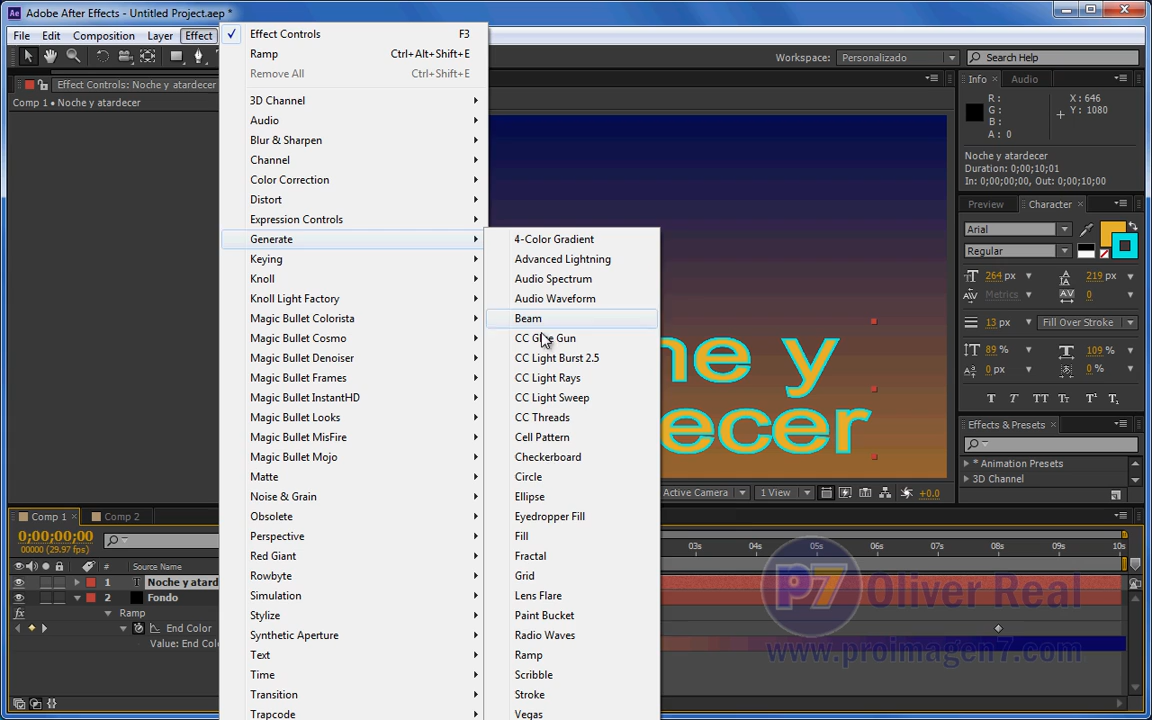 Adobe After Effects - Untitled Project.aep *
File Edit Composition Layer Effect
Workspace: Personalizado Search Help
Effect Controls: Noche y atardecer
Comp 1 • Noche y atardecer
Effect Controls F3
Ramp Ctrl+Alt+Shift+E
Remove All Ctrl+Shift+E
3D Channel
Audio
Blur & Sharpen
Channel
Color Correction
Distort
Expression Controls
Generate
Keying
Knoll
Knoll Light Factory
Magic Bullet Colorista
Magic Bullet Cosmo
Magic Bullet Denoiser
Magic Bullet Frames
Magic Bullet InstantHD
Magic Bullet Looks
Magic Bullet MisFire
Magic Bullet Mojo
Matte
Noise & Grain
Obsolete
Perspective
Red Giant
Rowbyte
Simulation
Stylize
Synthetic Aperture
Text
Time
Transition
Trapcode
4-Color Gradient
Advanced Lightning
Audio Spectrum
Audio Waveform
Beam
CC Glue Gun
CC Light Burst 2.5
CC Light Rays
CC Light Sweep
CC Threads
Cell Pattern
Checkerboard
Circle
Ellipse
Eyedropper Fill
Fill
Fractal
Grid
Lens Flare
Paint Bucket
Radio Waves
Ramp
Scribble
Stroke
Vegas
he y
ecer
Active Camera 1 View +0.0
Info Audio
R: X: 646
G: Y: 1080
B:
A: 0
Noche y atardecer
Duration: 0;00;10;01
In: 0;00;00;00, Out: 0;00;10;00
Preview Character
Arial
Regular
264 px 219 px
Metrics 0
13 px Fill Over Stroke
89 % 109 %
0 px 0 %
T T TT Tt T¹ T₁
Effects & Presets
* Animation Presets
3D Channel
Comp 1 Comp 2
0;00;00;00
00000 (29.97 fps)
# Source Name
1 T Noche y atard
2 Fondo
fx Ramp
End Color
Value: End Col
03s 04s 05s 06s 07s 08s 09s 10s
P7 Oliver Real
www.proimagen7.com